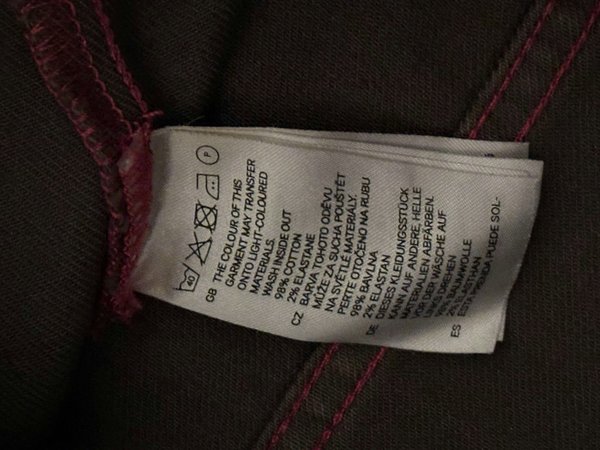 40 P
GB THE COLOUR OF THIS
GARMENT MAY TRANSFER
ONTO LIGHT-COLOURED
MATERIALS.
WASH INSIDE OUT
98% COTTON
2% ELASTANE
CZ BARVA TOHOTO ODĚVU
MŮŽE ZA SUCHA POUŠTĚT
NA SVĚTLÉ MATERIÁLY.
PERTE OTOČENO NA RUBU
98% BAVLNA
2% ELASTAN
DE DIESES KLEIDUNGSSTÜCK
KANN AUF ANDERE, HELLE
MATERIALIEN ABFÄRBEN.
VOR DER WÄSCHE AUF
LINKS DREHEN
98% BAUMWOLLE
2% ELASTHAN
ES ESTA PRENDA PUEDE SOL-